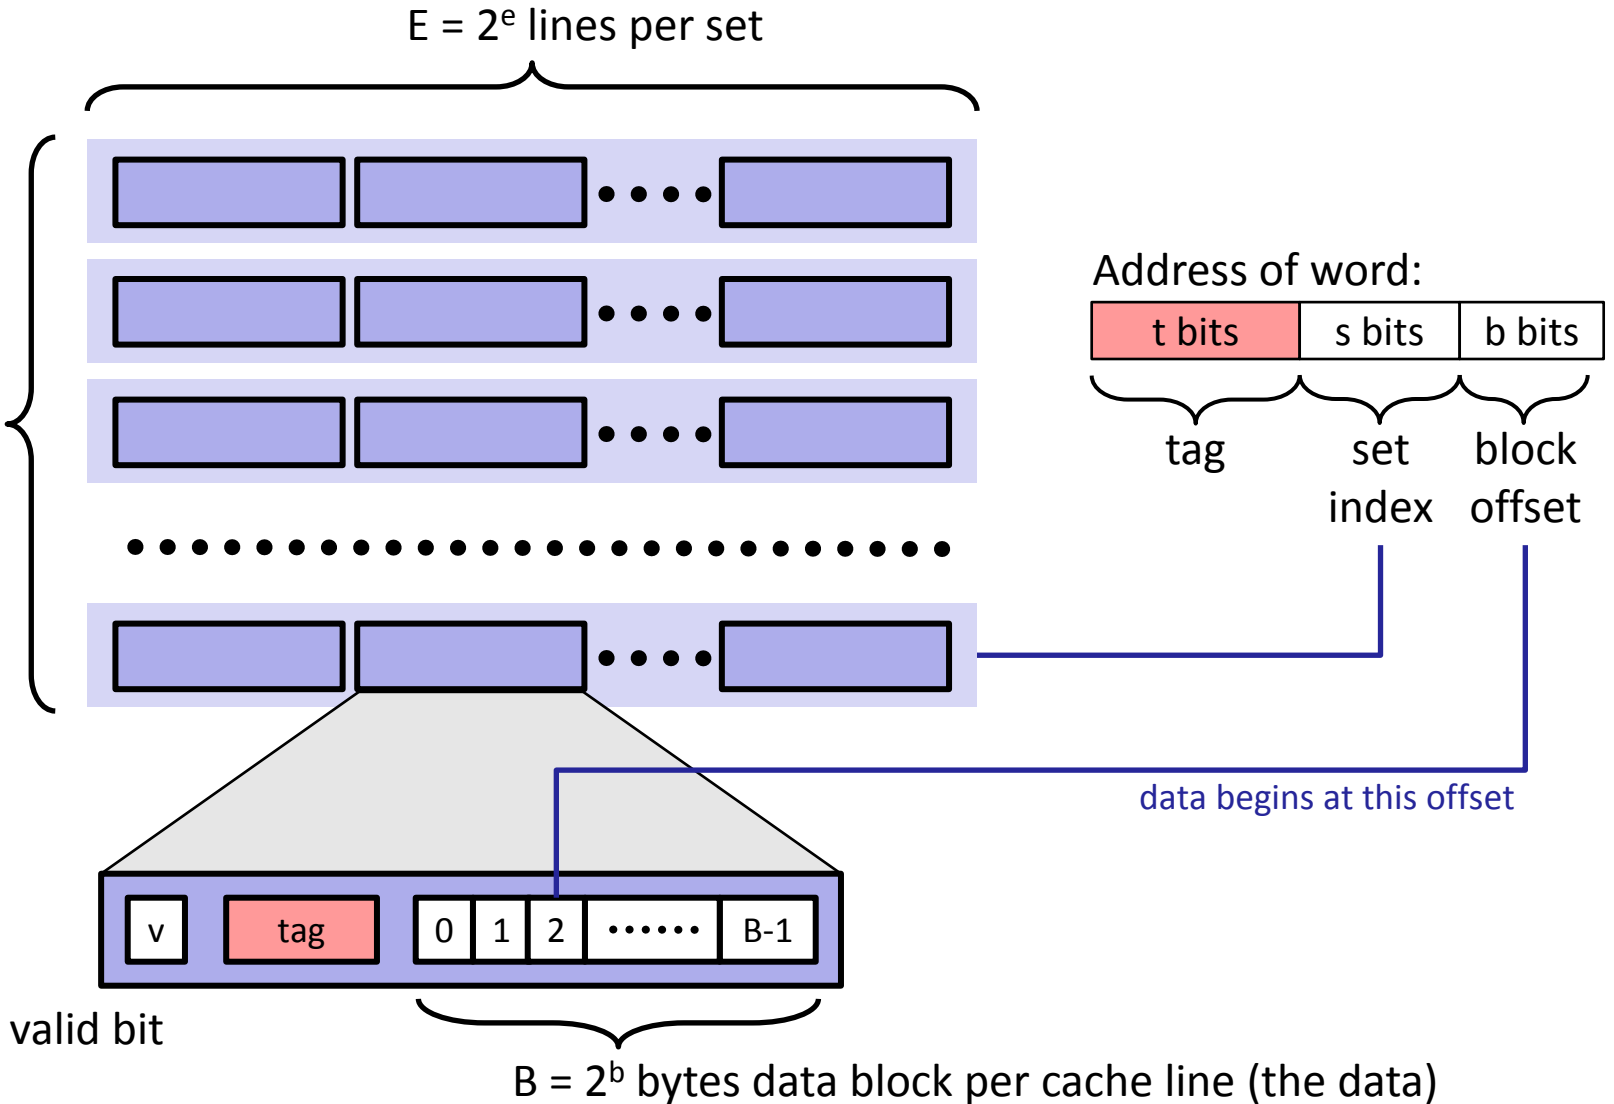 E = 2ᵉ lines per set
Address of word:
t bits s bits b bits
tag set block
index offset
data begins at this offset
v tag 0 1 2 •••••• B-1
valid bit
B = 2ᵇ bytes data block per cache line (the data)